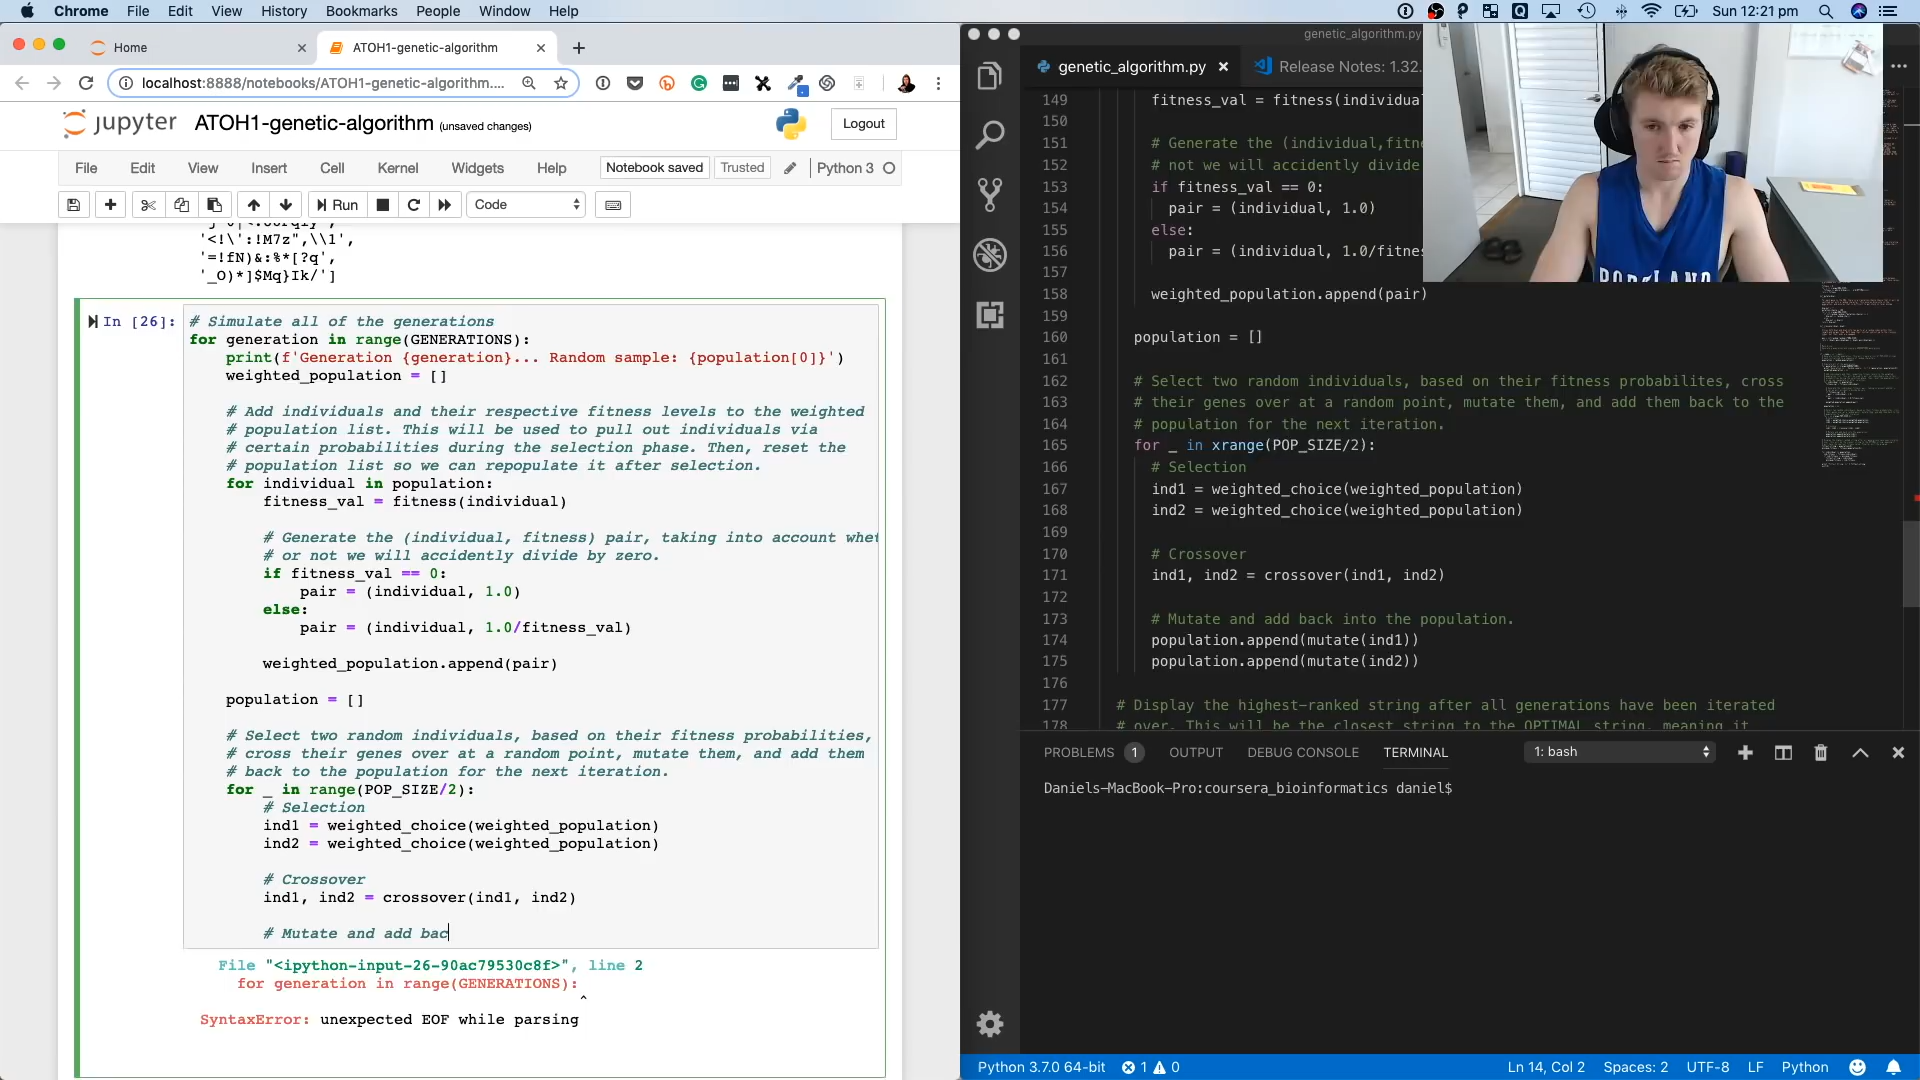 Chrome File Edit View History Bookmarks People Window Help
Sun 12:21 pm
Home
ATOH1-genetic-algorithm
localhost:8888/notebooks/ATOH1-genetic-algorithm....
jupyter ATOH1-genetic-algorithm (unsaved changes)
Logout
File Edit View Insert Cell Kernel Widgets Help
Notebook saved Trusted Python 3
Run Code
'<!\':!M7z",\\1',
'=!fN)&:%*[?q',
'_O)*]$Mq}Ik/']
In [26]:
# Simulate all of the generations
for generation in range(GENERATIONS):
print(f'Generation {generation}... Random sample: {population[0]}')
weighted_population = []
# Add individuals and their respective fitness levels to the weighted
# population list. This will be used to pull out individuals via
# certain probabilities during the selection phase. Then, reset the
# population list so we can repopulate it after selection.
for individual in population:
fitness_val = fitness(individual)
# Generate the (individual, fitness) pair, taking into account whet
# or not we will accidently divide by zero.
if fitness_val == 0:
pair = (individual, 1.0)
else:
pair = (individual, 1.0/fitness_val)
weighted_population.append(pair)
population = []
# Select two random individuals, based on their fitness probabilities,
# cross their genes over at a random point, mutate them, and add them
# back to the population for the next iteration.
for _ in range(POP_SIZE/2):
# Selection
ind1 = weighted_choice(weighted_population)
ind2 = weighted_choice(weighted_population)
# Crossover
ind1, ind2 = crossover(ind1, ind2)
# Mutate and add bac
File "<ipython-input-26-90ac79530c8f>", line 2
for generation in range(GENERATIONS):
^
SyntaxError: unexpected EOF while parsing
genetic_algorithm.py
genetic_algorithm.py
Release Notes: 1.32.
149 fitness_val = fitness(individua
150
151 # Generate the (individual,fitne
152 # not we will accidently divide
153 if fitness_val == 0:
154 pair = (individual, 1.0)
155 else:
156 pair = (individual, 1.0/fitnes
157
158 weighted_population.append(pair)
159
160 population = []
161
162 # Select two random individuals, based on their fitness probabilites, cross
163 # their genes over at a random point, mutate them, and add them back to the
164 # population for the next iteration.
165 for _ in xrange(POP_SIZE/2):
166 # Selection
167 ind1 = weighted_choice(weighted_population)
168 ind2 = weighted_choice(weighted_population)
169
170 # Crossover
171 ind1, ind2 = crossover(ind1, ind2)
172
173 # Mutate and add back into the population.
174 population.append(mutate(ind1))
175 population.append(mutate(ind2))
176
177 # Display the highest-ranked string after all generations have been iterated
178 # over. This will be the closest string to the OPTIMAL string, meaning it
PORTLAND
PROBLEMS 1 OUTPUT DEBUG CONSOLE TERMINAL 1: bash
Daniels-MacBook-Pro:coursera_bioinformatics daniel$
Python 3.7.0 64-bit 1 0 Ln 14, Col 2 Spaces: 2 UTF-8 LF Python